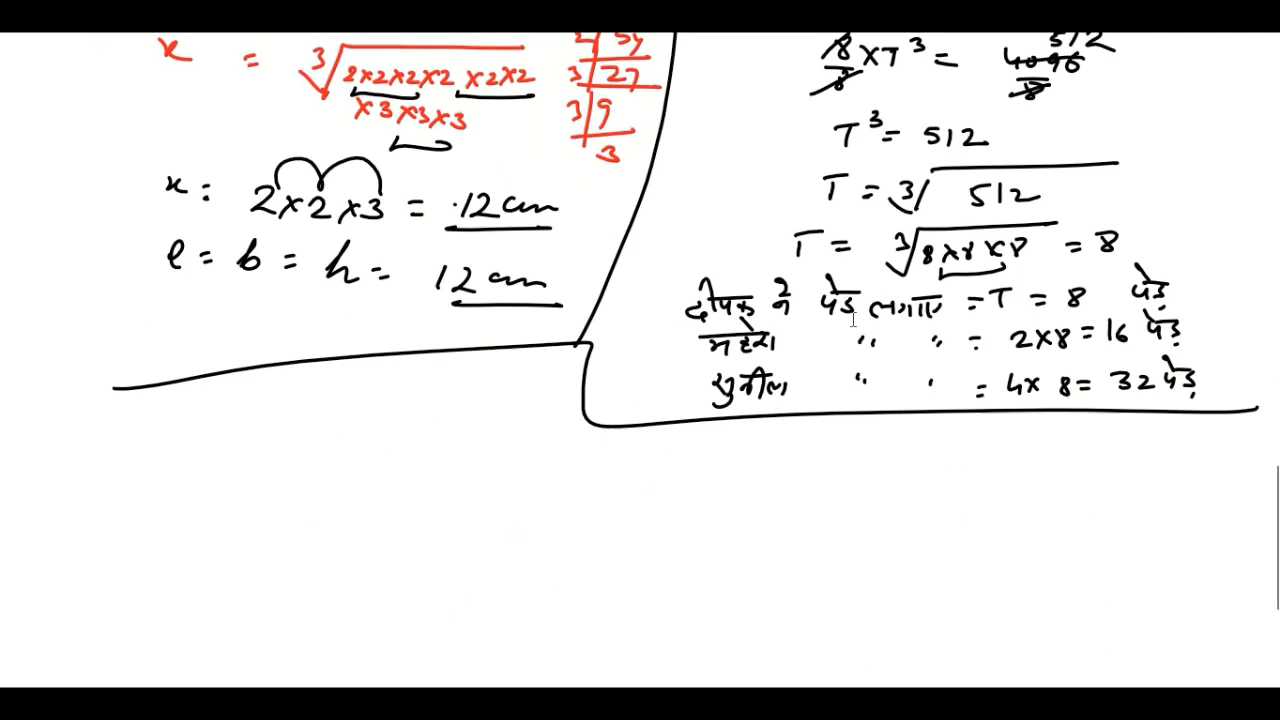 x = ∛2×2×2×2×2×2
×3×3×3
2 | 54
3 | 27
3 | 9
3
x: 2×2×3 = 12 cm
l = b = h = 12 cm
8/8 × T³ = 512 4096/8
T³ = 512
T = ∛512
T = ∛8×8×8 = 8
दीपक ने पेड़ लगाए = T = 8 पेड़
महेश " " = 2×8 = 16 पेड़
सुनील " " = 4×8 = 32 पेड़